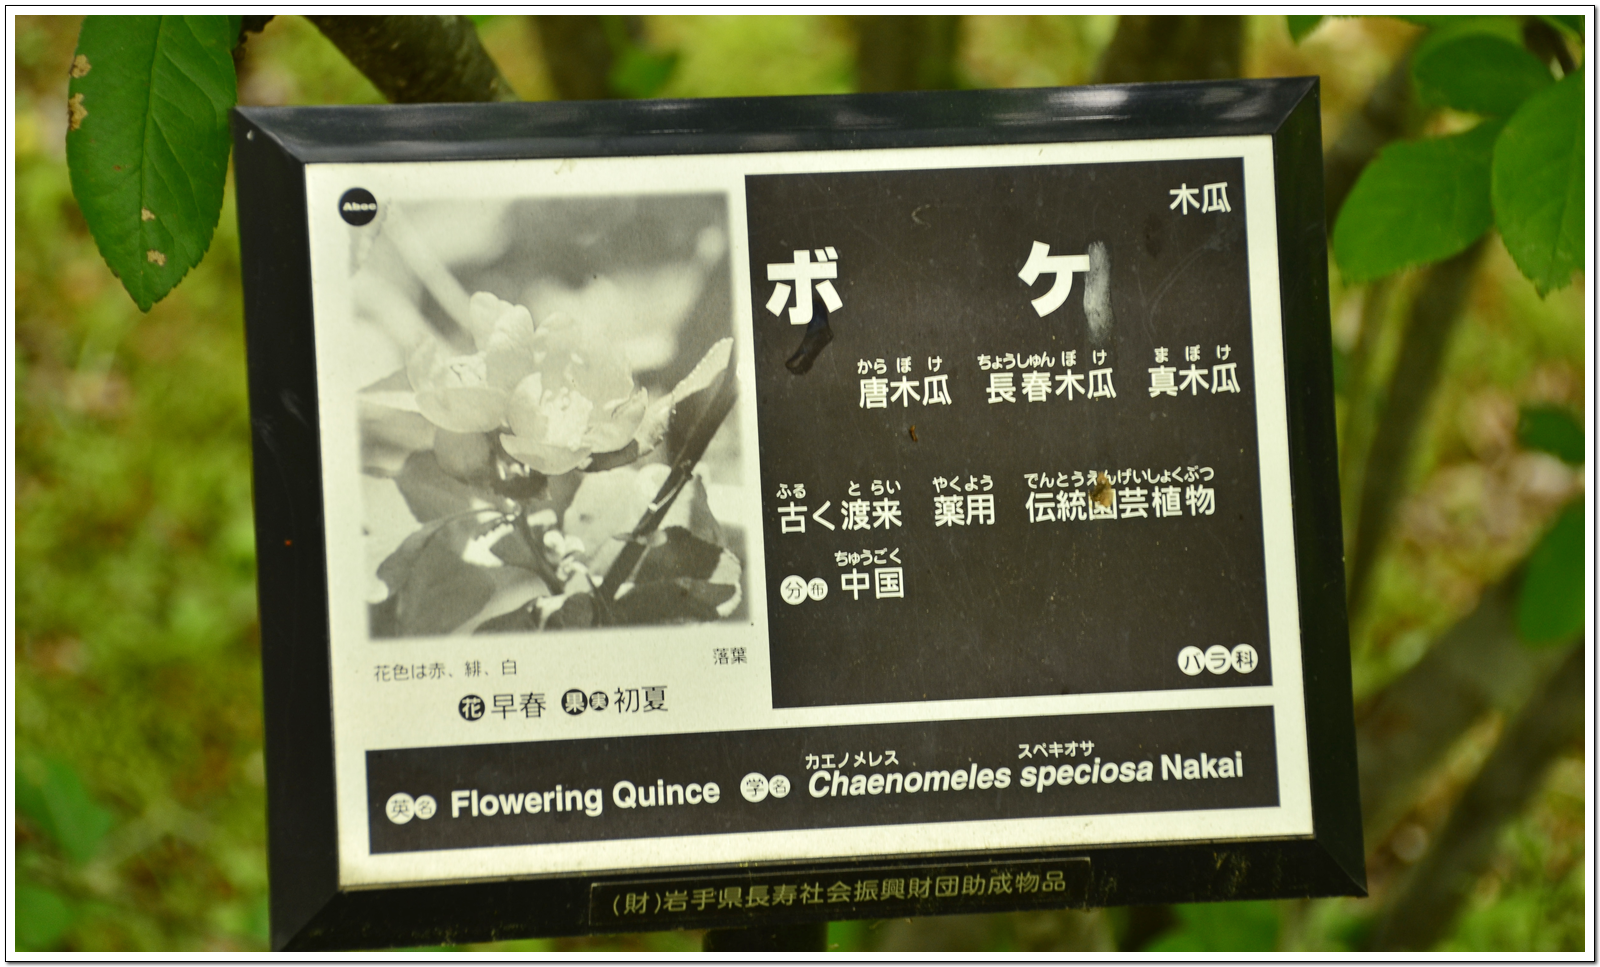 Aboc
木瓜
ボケ
からぼけ ちょうしゅんぼけ まぼけ
唐木瓜 長春木瓜 真木瓜
ふる とらい やくよう でんとうえんげいしょくぶつ
古く渡来 薬用 伝統園芸植物
ちゅうごく
分布 中国
バラ科
花色は赤、緋、白 落葉
花 早春 果実 初夏
カエノメレス スペキオサ
英名 Flowering Quince 学名 Chaenomeles speciosa Nakai
(財)岩手県長寿社会振興財団助成物品